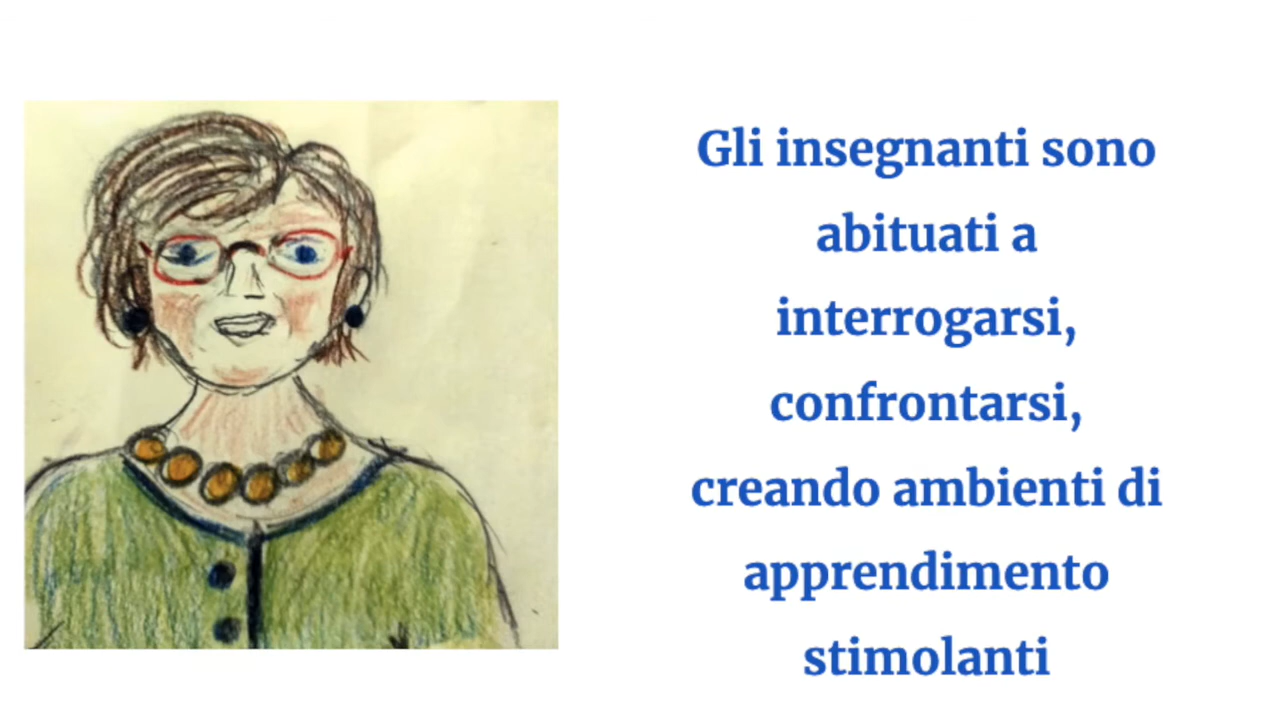 Gli insegnanti sono
abituati a
interrogarsi,
confrontarsi,
creando ambienti di
apprendimento
stimolanti